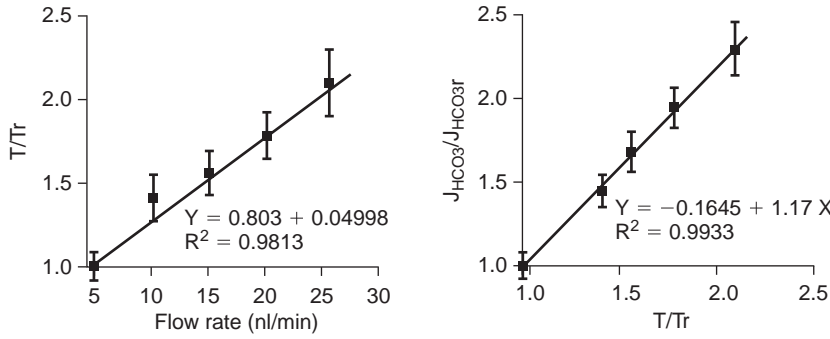 2.5
2.0
1.5
1.0
T/Tr
5 10 15 20 25 30
Flow rate (nl/min)
Y = 0.803 + 0.04998
R² = 0.9813
2.5
2.0
1.5
1.0
J_HCO3/J_HCO3r
1.0 1.5 2.0 2.5
T/Tr
Y = −0.1645 + 1.17 X
R² = 0.9933